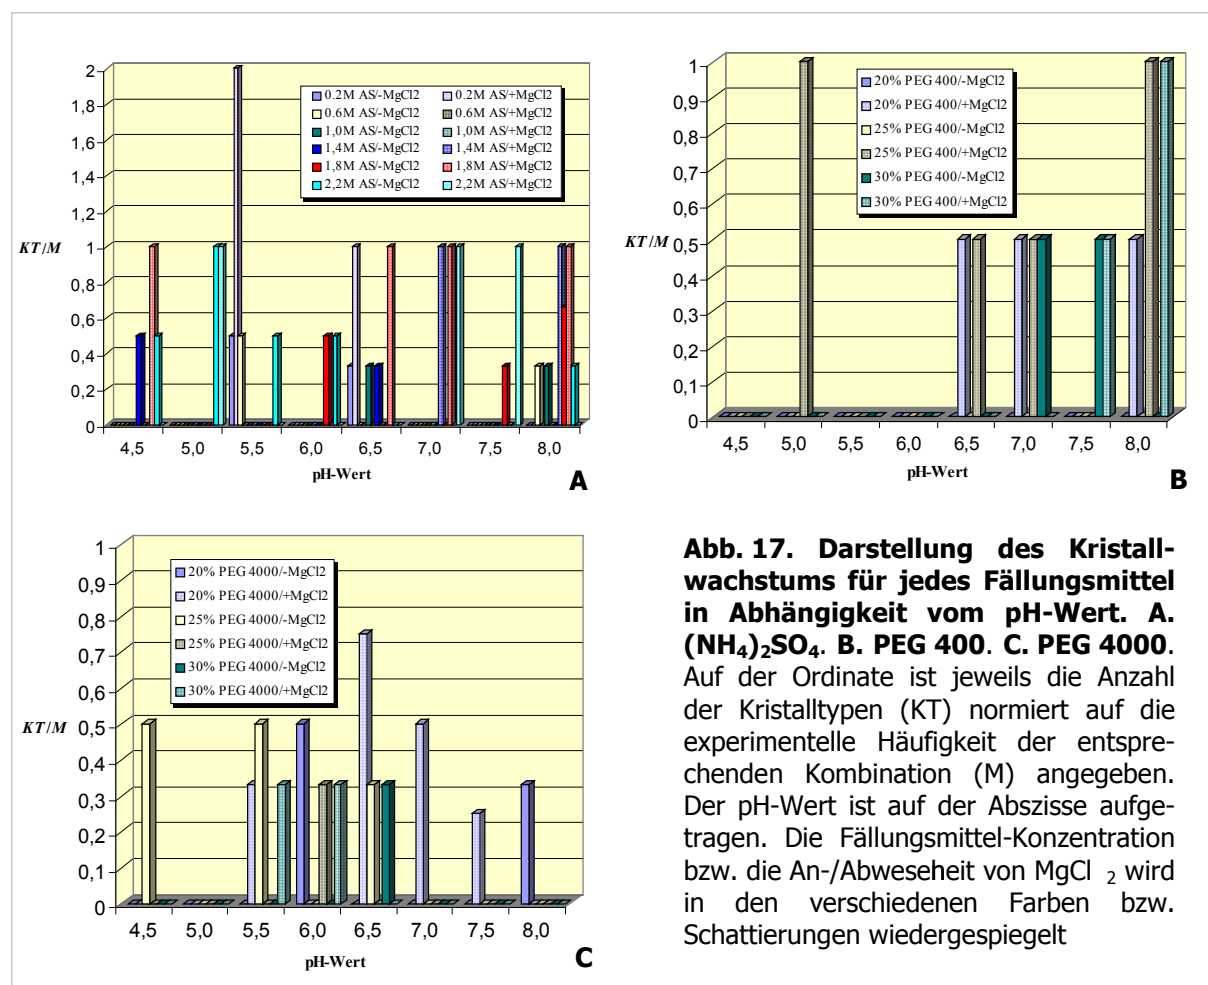 2
1,8
1,6
1,4
1,2
1
0,8
0,6
0,4
0,2
0
KT/M
0.2M AS/-MgCl2 0.2M AS/+MgCl2
0.6M AS/-MgCl2 0.6M AS/+MgCl2
1,0M AS/-MgCl2 1,0M AS/+MgCl2
1,4M AS/-MgCl2 1,4M AS/+MgCl2
1,8M AS/-MgCl2 1,8M AS/+MgCl2
2,2M AS/-MgCl2 2,2M AS/+MgCl2
4,5 5,0 5,5 6,0 6,5 7,0 7,5 8,0
pH-Wert
A
1
0,9
0,8
0,7
0,6
0,5
0,4
0,3
0,2
0,1
0
KT/M
20% PEG 400/-MgCl2
20% PEG 400/+MgCl2
25% PEG 400/-MgCl2
25% PEG 400/+MgCl2
30% PEG 400/-MgCl2
30% PEG 400/+MgCl2
4,5 5,0 5,5 6,0 6,5 7,0 7,5 8,0
pH-Wert
B
1
0,9
0,8
0,7
0,6
0,5
0,4
0,3
0,2
0,1
0
KT/M
20% PEG 4000/-MgCl2
20% PEG 4000/+MgCl2
25% PEG 4000/-MgCl2
25% PEG 4000/+MgCl2
30% PEG 4000/-MgCl2
30% PEG 4000/+MgCl2
4,5 5,0 5,5 6,0 6,5 7,0 7,5 8,0
pH-Wert
C
Abb. 17. Darstellung des Kristall-
wachstums für jedes Fällungsmittel
in Abhängigkeit vom pH-Wert. A.
(NH₄)₂SO₄. B. PEG 400. C. PEG 4000.
Auf der Ordinate ist jeweils die Anzahl
der Kristalltypen (KT) normiert auf die
experimentelle Häufigkeit der entspre-
chenden Kombination (M) angegeben.
Der pH-Wert ist auf der Abszisse aufge-
tragen. Die Fällungsmittel-Konzentration
bzw. die An-/Abweseheit von MgCl ₂ wird
in den verschiedenen Farben bzw.
Schattierungen wiedergespiegelt